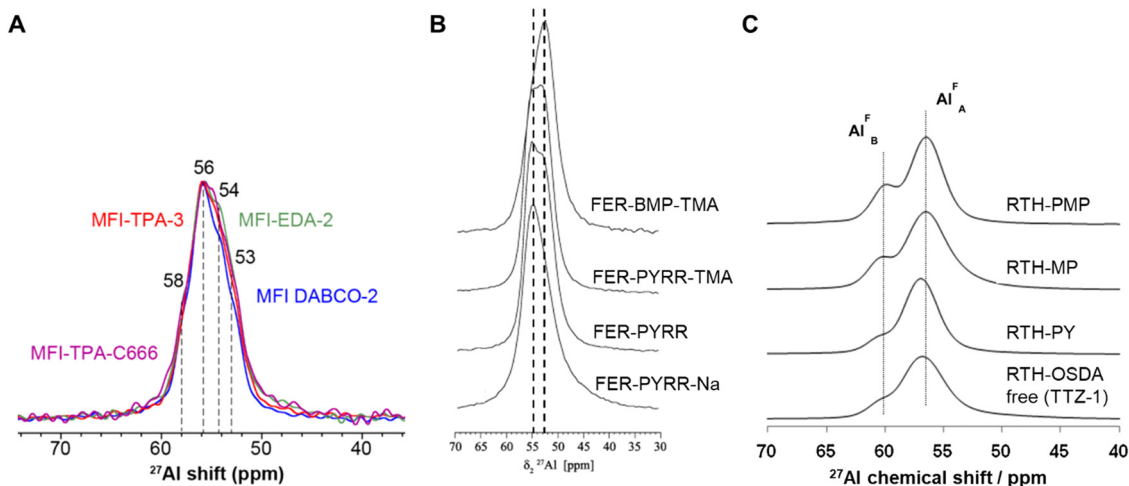 A
56
54
MFI-TPA-3
MFI-EDA-2
53
58
MFI DABCO-2
MFI-TPA-C666
70
60
50
40
²⁷Al shift (ppm)
B
FER-BMP-TMA
FER-PYRR-TMA
FER-PYRR
FER-PYRR-Na
70 65 60 55 50 45 40 35 30
δ₂ ²⁷Al [ppm]
C
Al^F_A
Al^F_B
RTH-PMP
RTH-MP
RTH-PY
RTH-OSDA
free (TTZ-1)
70 65 60 55 50 45 40
²⁷Al chemical shift / ppm